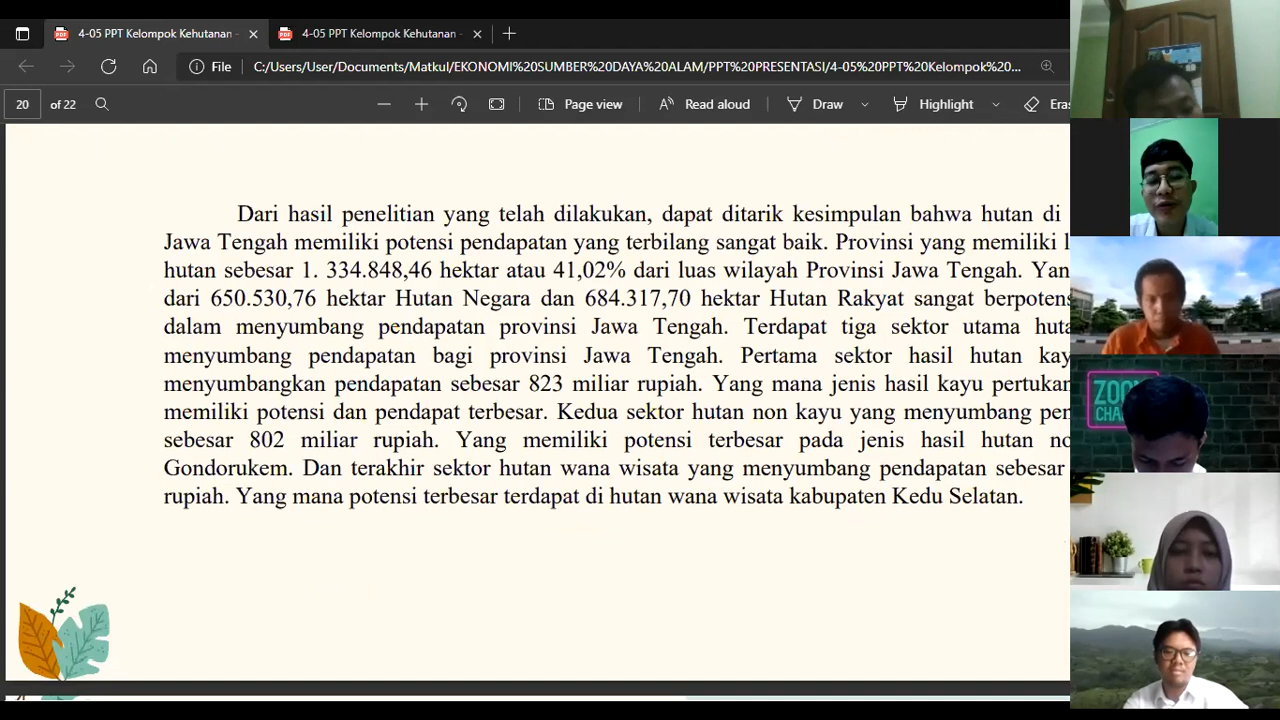 4-05 PPT Kelompok Kehutanan -
4-05 PPT Kelompok Kehutanan -
File
C:/Users/User/Documents/Matkul/EKONOMI%20SUMBER%20DAYA%20ALAM/PPT%20PRESENTASI/4-05%20PPT%20Kelompok%20...
20 of 22
Page view
Read aloud
Draw
Highlight
Eras
Dari hasil penelitian yang telah dilakukan, dapat ditarik kesimpulan bahwa hutan di
Jawa Tengah memiliki potensi pendapatan yang terbilang sangat baik. Provinsi yang memiliki l
hutan sebesar 1. 334.848,46 hektar atau 41,02% dari luas wilayah Provinsi Jawa Tengah. Yan
dari 650.530,76 hektar Hutan Negara dan 684.317,70 hektar Hutan Rakyat sangat berpotens
dalam menyumbang pendapatan provinsi Jawa Tengah. Terdapat tiga sektor utama huta
menyumbang pendapatan bagi provinsi Jawa Tengah. Pertama sektor hasil hutan kay
menyumbangkan pendapatan sebesar 823 miliar rupiah. Yang mana jenis hasil kayu pertukan
memiliki potensi dan pendapat terbesar. Kedua sektor hutan non kayu yang menyumbang pen
sebesar 802 miliar rupiah. Yang memiliki potensi terbesar pada jenis hasil hutan no
Gondorukem. Dan terakhir sektor hutan wana wisata yang menyumbang pendapatan sebesar
rupiah. Yang mana potensi terbesar terdapat di hutan wana wisata kabupaten Kedu Selatan.